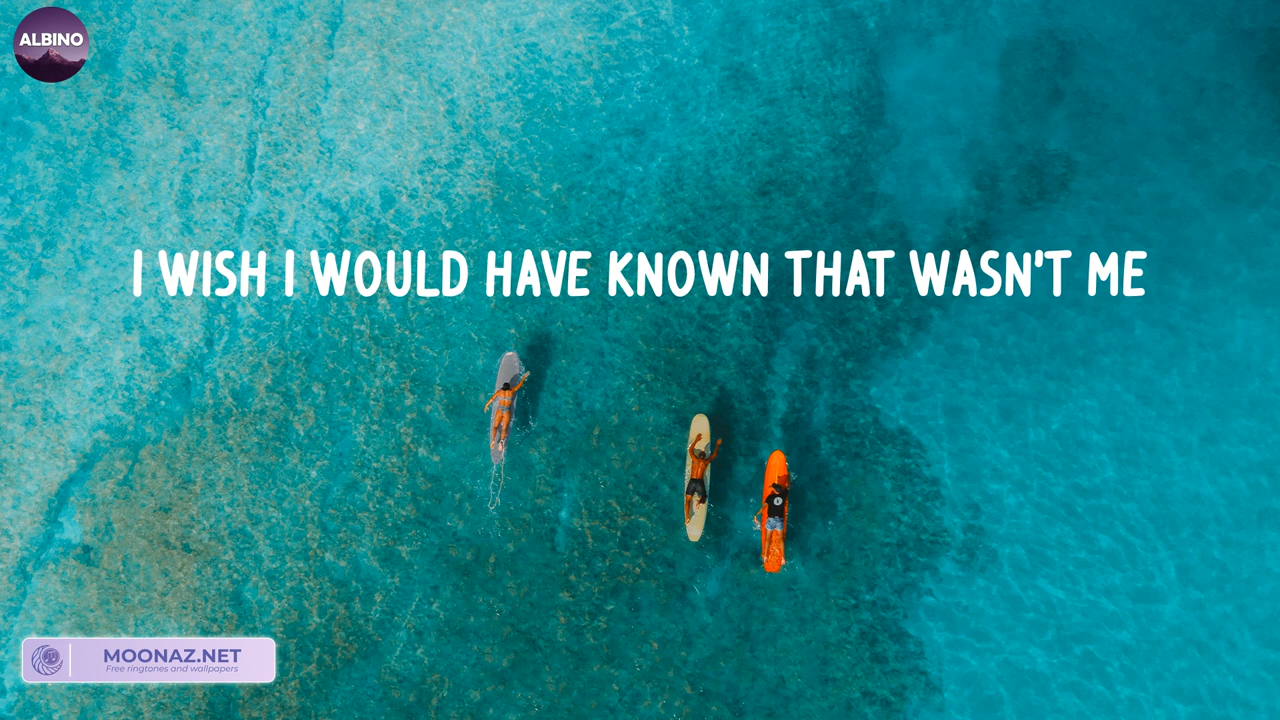 ALBINO
I WISH I WOULD HAVE KNOWN THAT WASN'T ME
MOONAZ.NET
Free ringtones and wallpapers